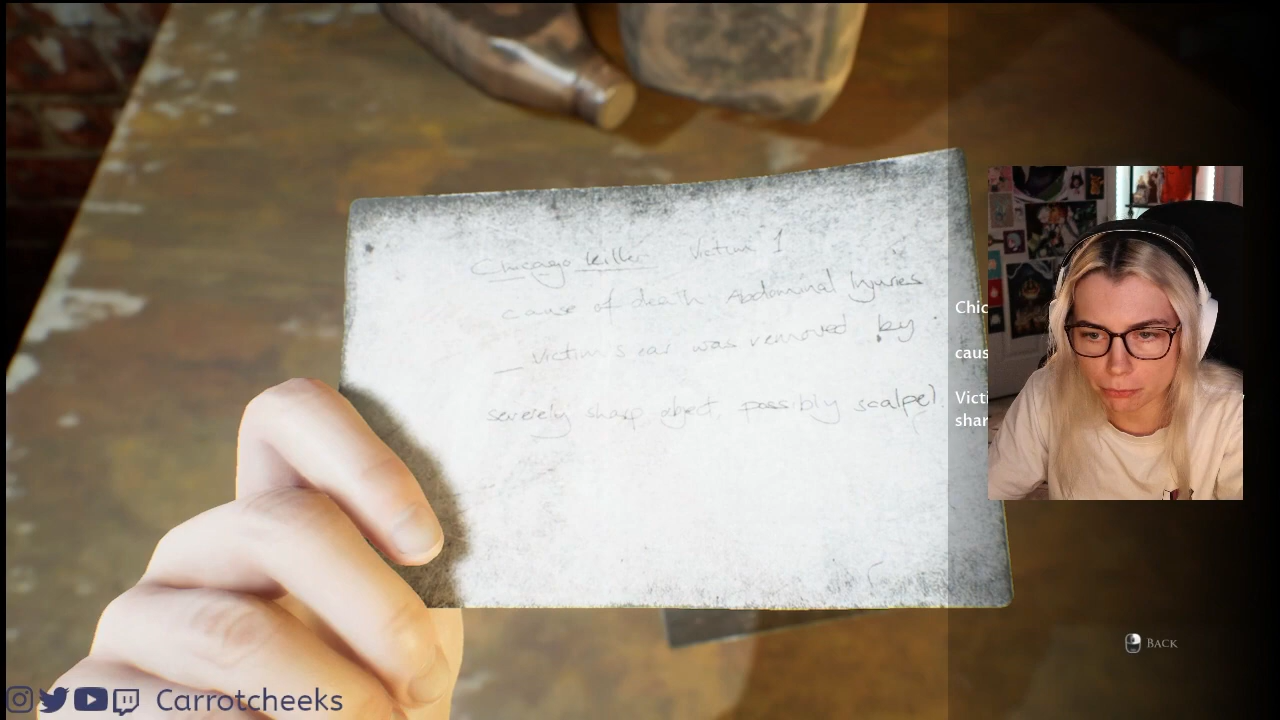 Chicago killer Victim 1
cause of death Abdominal Injuries
victim's ear was removed by
severely sharp object, possibly scalpel.
Chic
caus
Victi
shar
BACK
Carrotcheeks